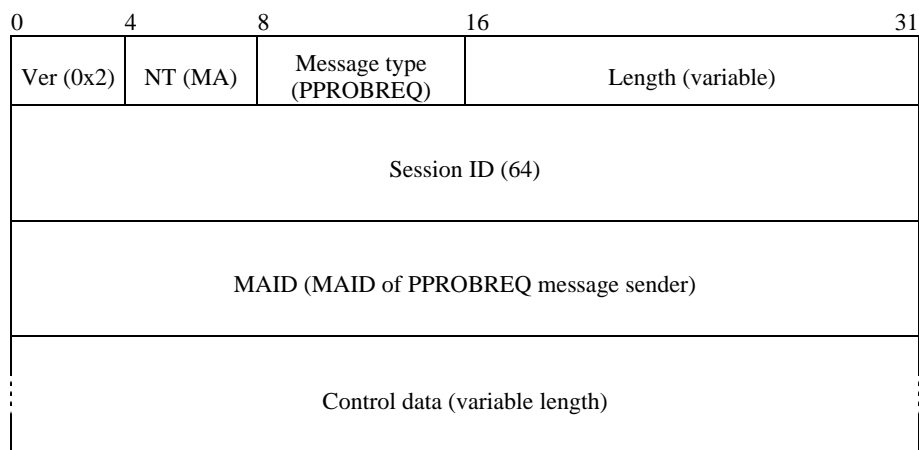 0 4 8 16 31
Ver (0x2) NT (MA) Message type (PPROBREQ) Length (variable)
Session ID (64)
MAID (MAID of PPROBREQ message sender)
Control data (variable length)